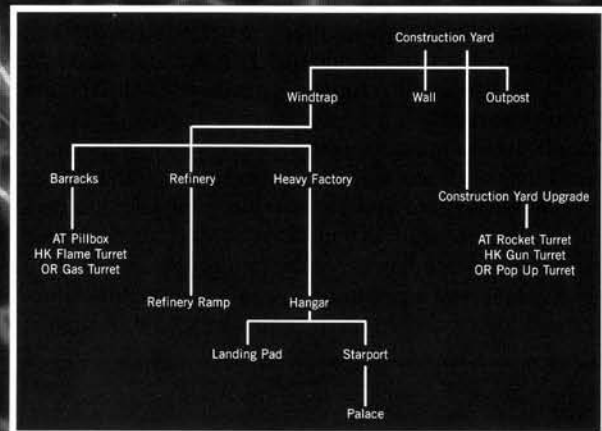 Construction Yard
Windtrap
Wall
Outpost
Barracks
Refinery
Heavy Factory
Construction Yard Upgrade
AT Pillbox
HK Flame Turret
OR Gas Turret
AT Rocket Turret
HK Gun Turret
OR Pop Up Turret
Refinery Ramp
Hangar
Landing Pad
Starport
Palace